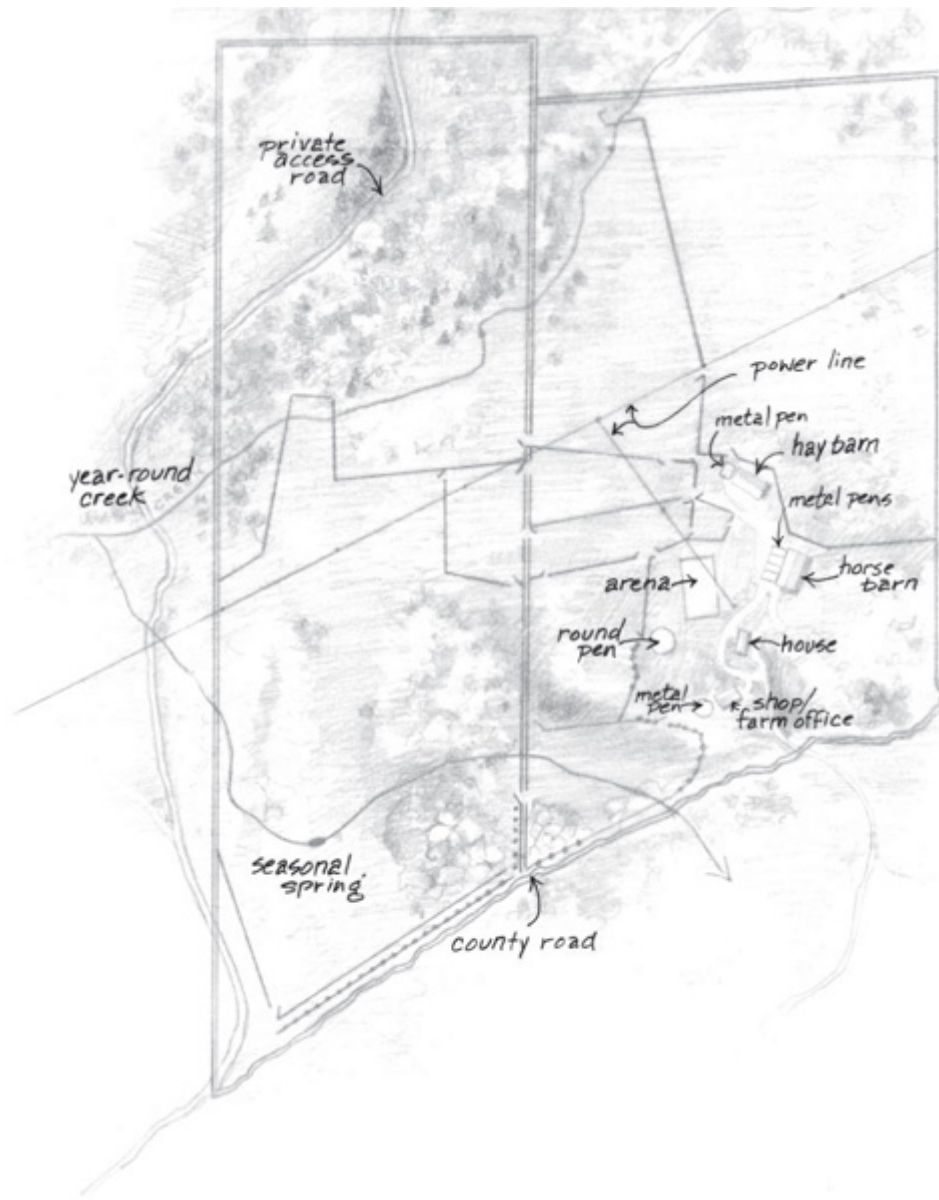 private
access
road
power line
metal pen
hay barn
year-round
creek
metal pens
arena
horse
barn
round
pen
house
metal
pen
shop/
farm office
seasonal
spring
county road